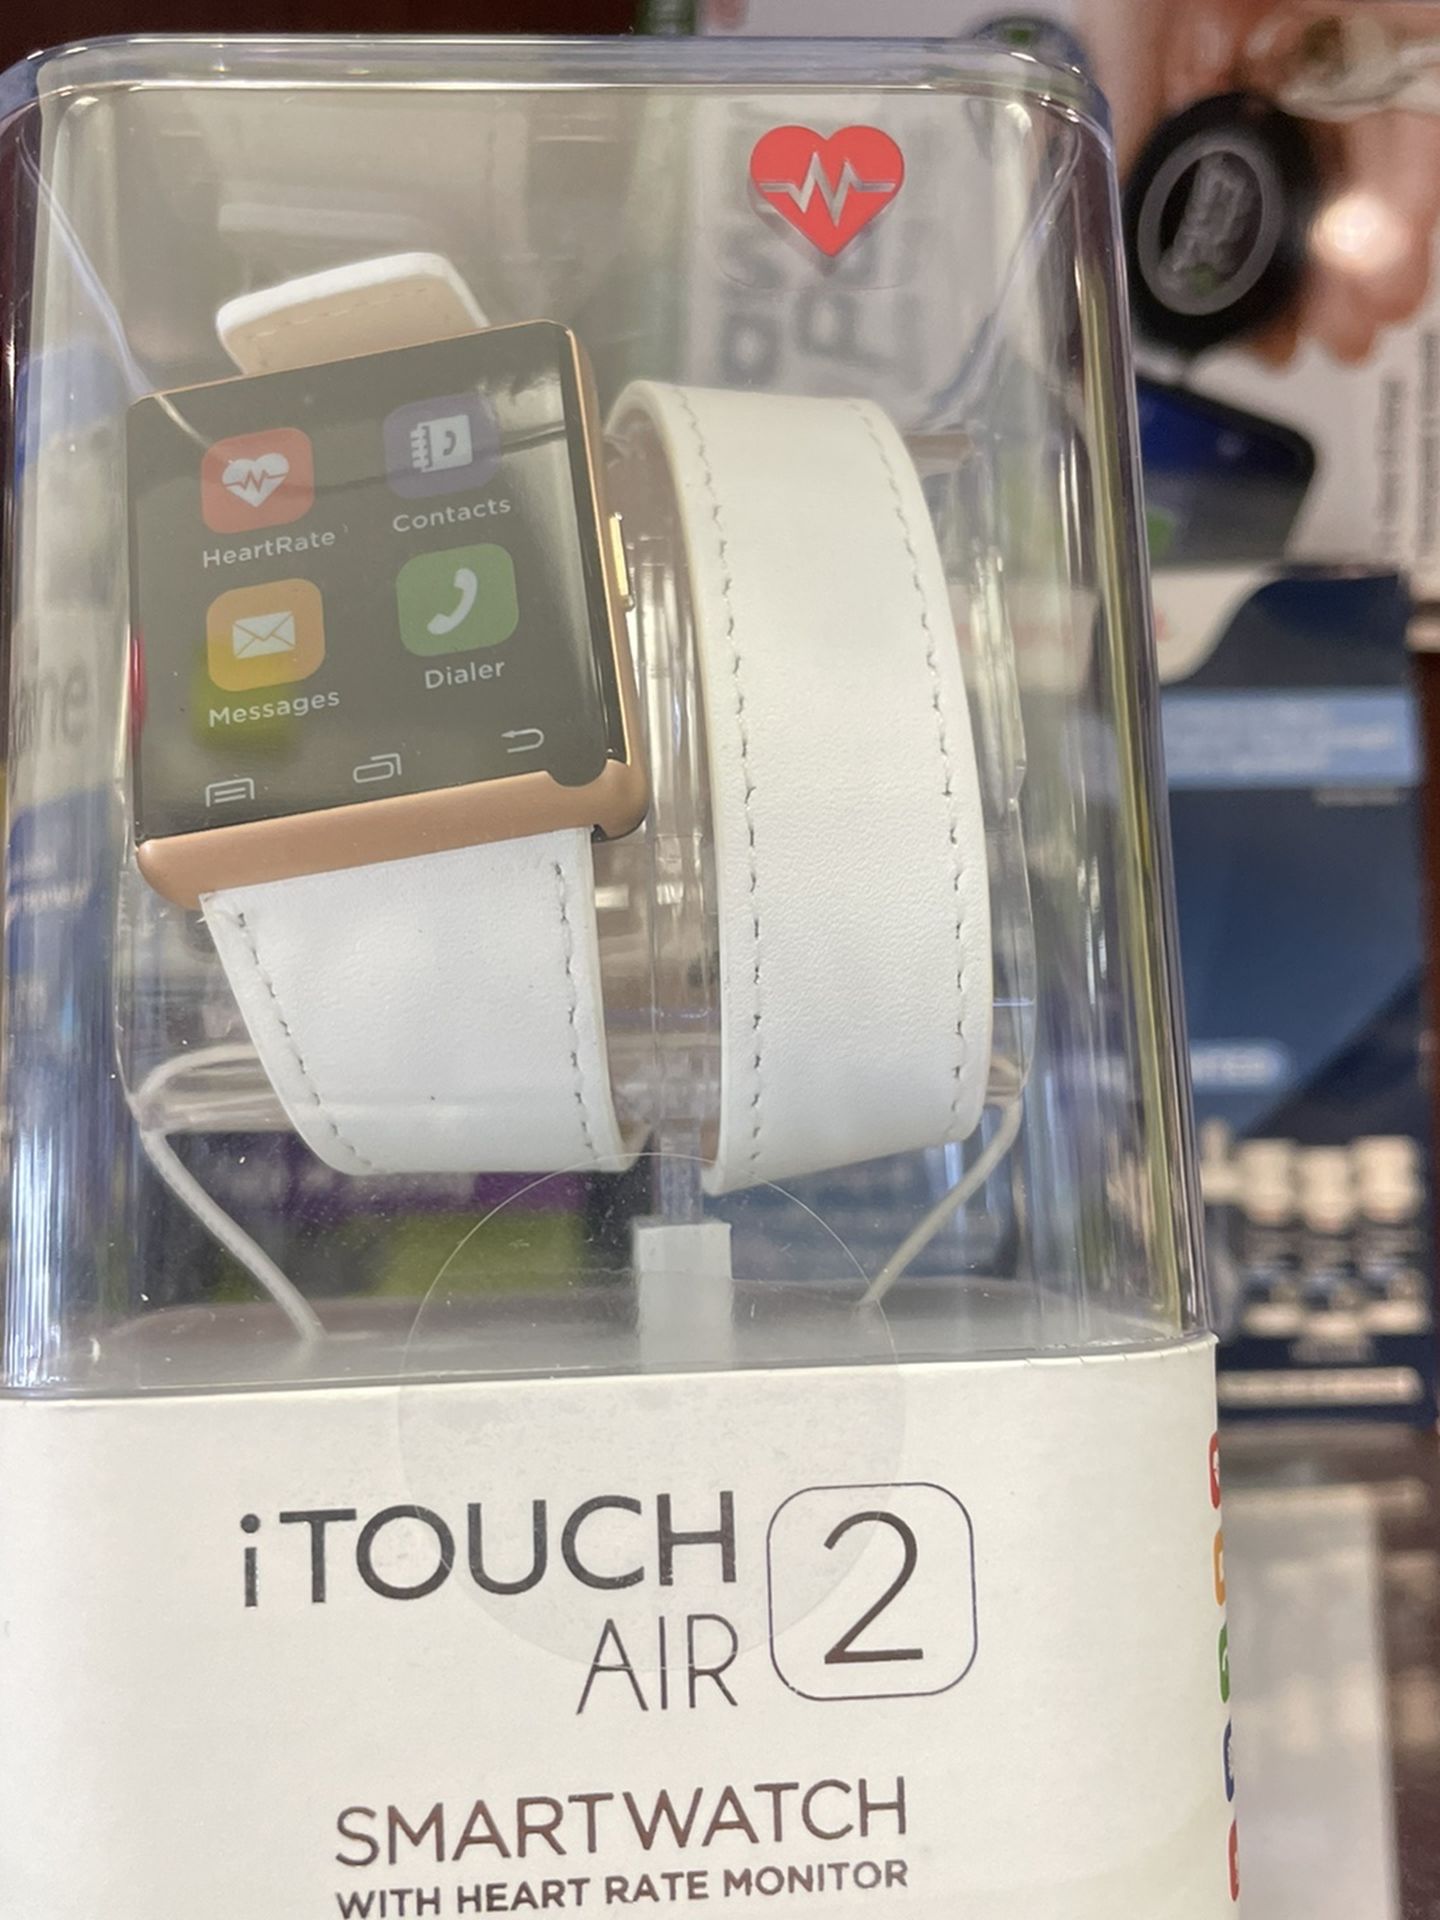 HeartRate
Contacts
Messages
Dialer
iTOUCH
AIR 2
SMARTWATCH
WITH HEART RATE MONITOR